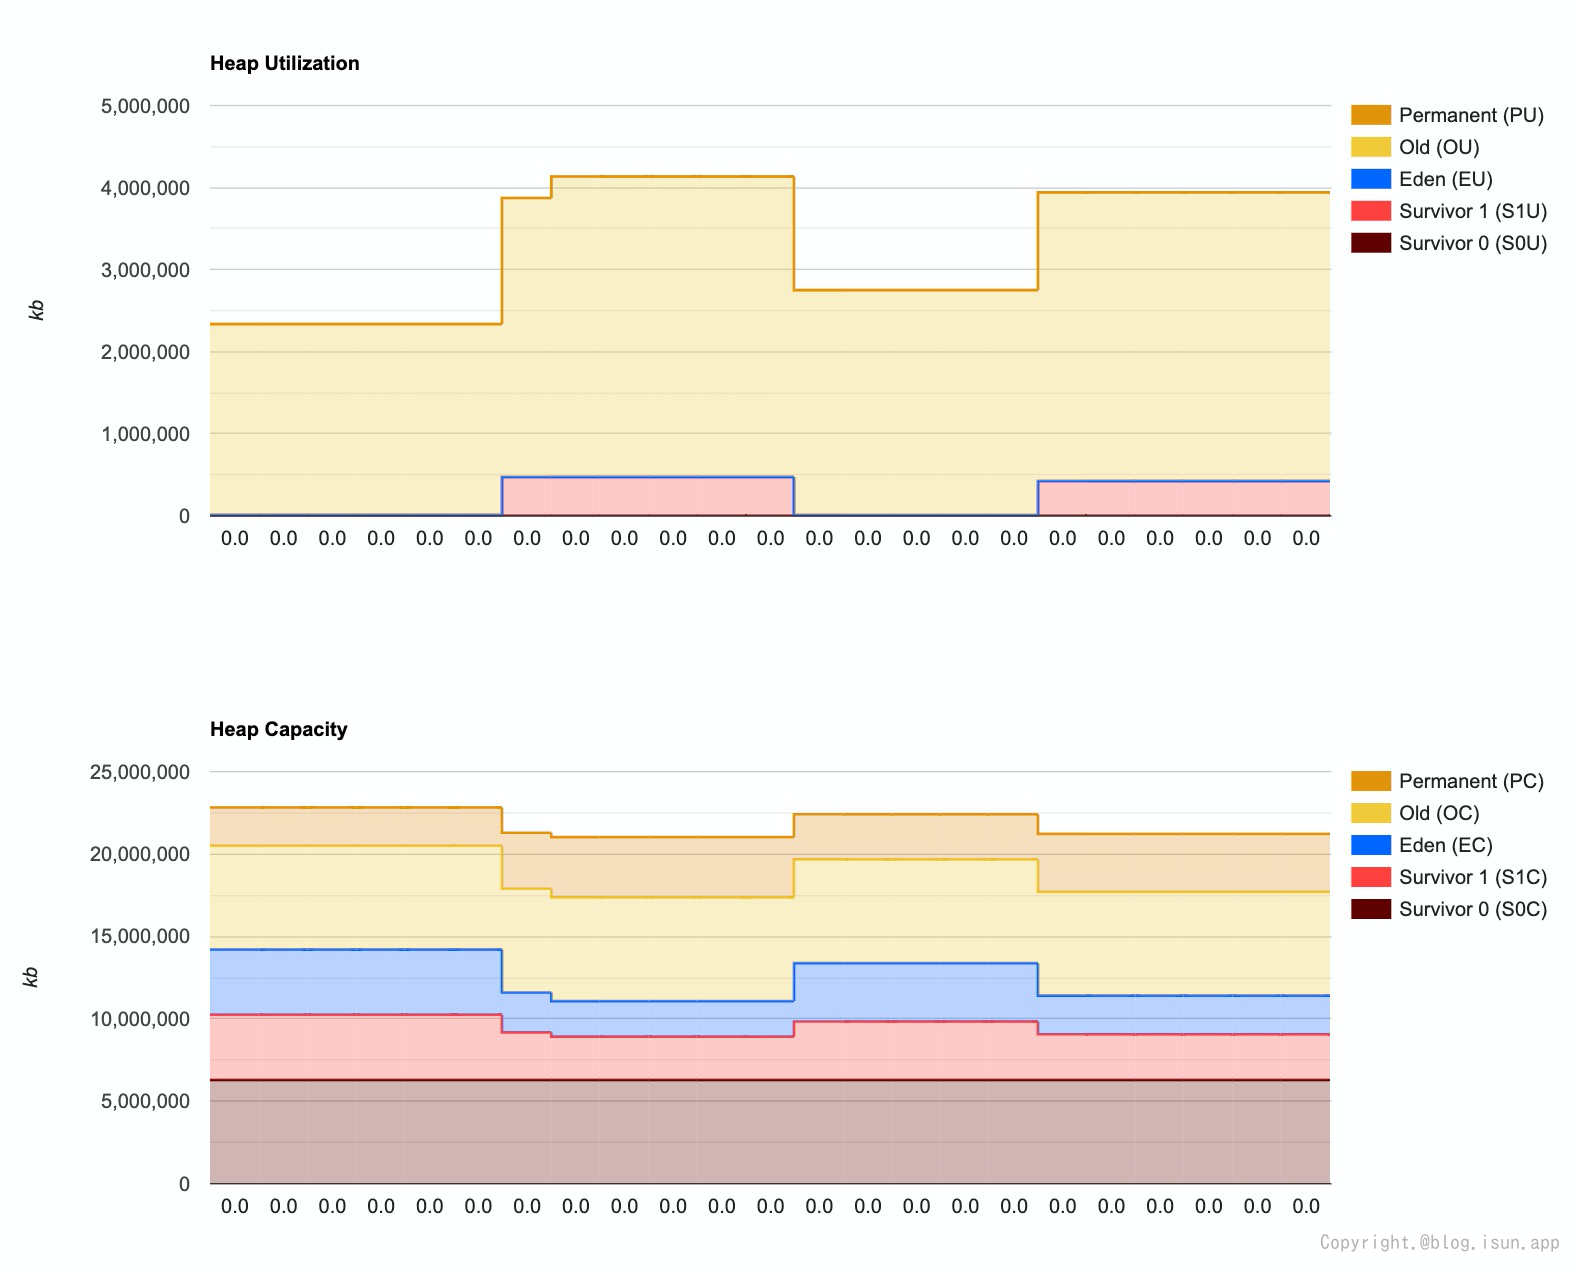 Heap Utilization
5,000,000
4,000,000
3,000,000
2,000,000
1,000,000
0
kb
0.0 0.0 0.0 0.0 0.0 0.0 0.0 0.0 0.0 0.0 0.0 0.0 0.0 0.0 0.0 0.0 0.0 0.0 0.0 0.0 0.0 0.0 0.0
Permanent (PU)
Old (OU)
Eden (EU)
Survivor 1 (S1U)
Survivor 0 (S0U)
Heap Capacity
25,000,000
20,000,000
15,000,000
10,000,000
5,000,000
0
kb
0.0 0.0 0.0 0.0 0.0 0.0 0.0 0.0 0.0 0.0 0.0 0.0 0.0 0.0 0.0 0.0 0.0 0.0 0.0 0.0 0.0 0.0 0.0
Permanent (PC)
Old (OC)
Eden (EC)
Survivor 1 (S1C)
Survivor 0 (S0C)
Copyright.@blog.isun.app